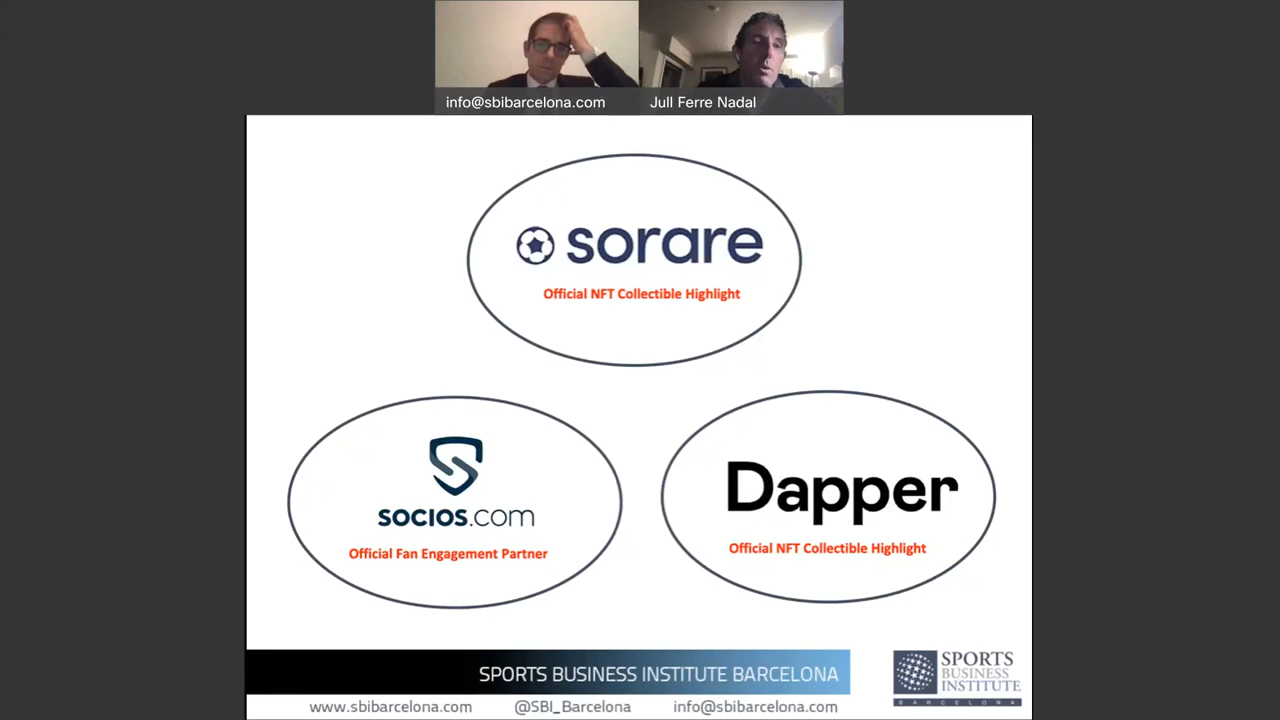 info@sbibarcelona.com
Jull Ferre Nadal
sorare
Official NFT Collectible Highlight
socios.com
Official Fan Engagement Partner
Dapper
Official NFT Collectible Highlight
SPORTS BUSINESS INSTITUTE BARCELONA
www.sbibarcelona.com @SBI_Barcelona info@sbibarcelona.com
SPORTS
BUSINESS
INSTITUTE
BARCELONA